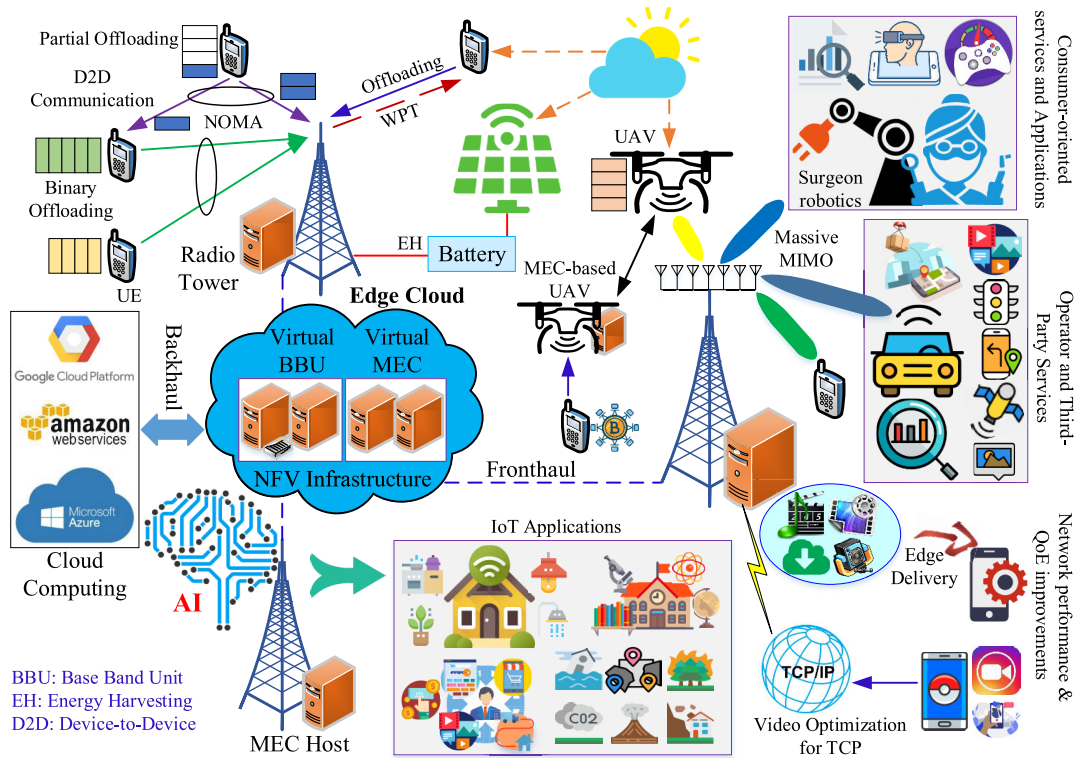 Partial Offloading
D2D
Communication
NOMA
Binary
Offloading
UE
Offloading
WPT
Radio
Tower
EH
Battery
UAV
MEC-based
UAV
Massive
MIMO
Surgeon
robotics
Consumer-oriented
services and Applications
Operator and Third-
Party Services
Network performance &
QoE improvements
Edge Cloud
Virtual
BBU
Virtual
MEC
NFV Infrastructure
Backhaul
Fronthaul
B
Google Cloud Platform
amazon
web services
Microsoft
Azure
Cloud
Computing
AI
IoT Applications
CO2
Edge
Delivery
TCP/IP
Video Optimization
for TCP
MEC Host
BBU: Base Band Unit
EH: Energy Harvesting
D2D: Device-to-Device